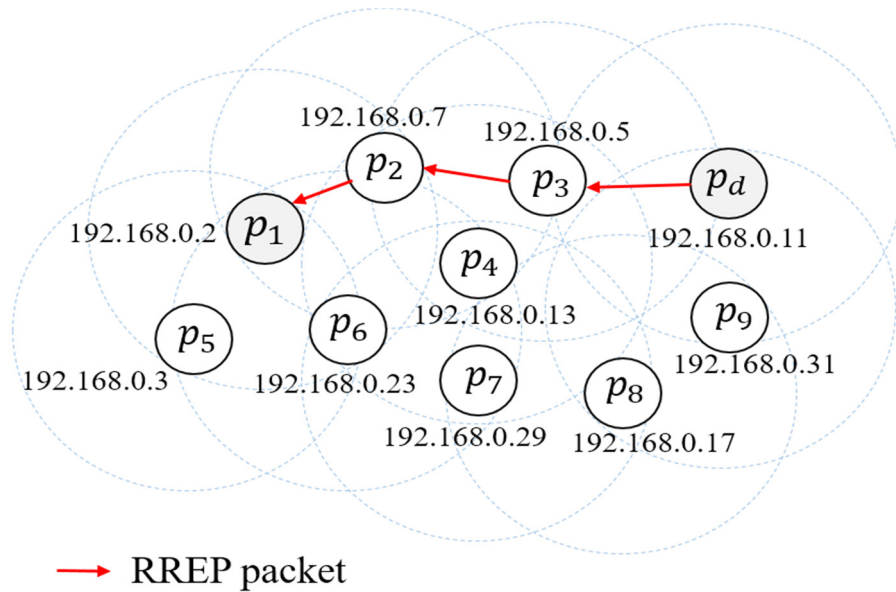 192.168.0.7
p₂
192.168.0.5
p₃
p_d
192.168.0.11
192.168.0.2
p₁
p₄
192.168.0.13
p₅
192.168.0.3
p₆
192.168.0.23
p₇
192.168.0.29
p₈
192.168.0.17
p₉
192.168.0.31
RREP packet